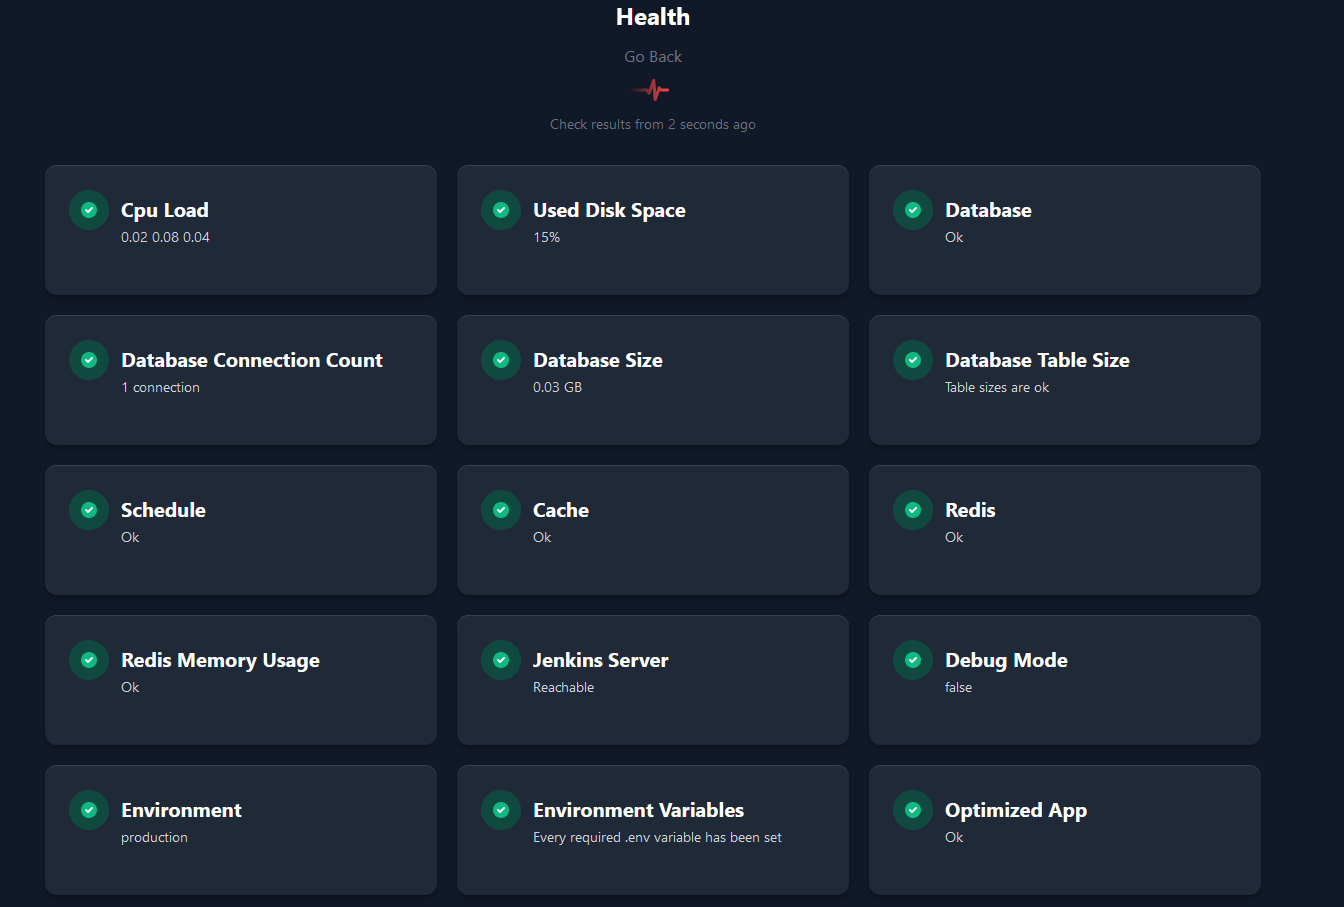 Health
Go Back
Check results from 2 seconds ago
Cpu Load
0.02 0.08 0.04
Used Disk Space
15%
Database
Ok
Database Connection Count
1 connection
Database Size
0.03 GB
Database Table Size
Table sizes are ok
Schedule
Ok
Cache
Ok
Redis
Ok
Redis Memory Usage
Ok
Jenkins Server
Reachable
Debug Mode
false
Environment
production
Environment Variables
Every required .env variable has been set
Optimized App
Ok